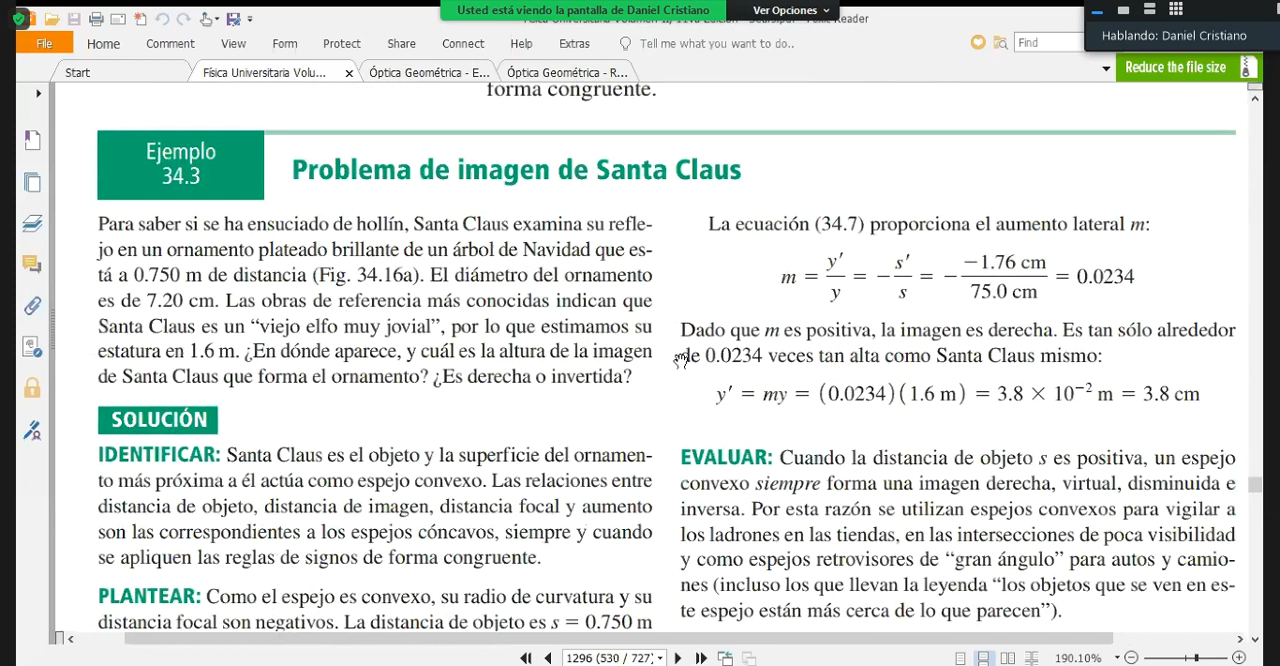 Usted está viendo la pantalla de Daniel Cristiano
Ver Opciones
Reader
Hablando: Daniel Cristiano
File
Home
Comment
View
Form
Protect
Share
Connect
Help
Extras
Tell me what you want to do..
Find
Start
Física Universitaria Volu...
Óptica Geométrica - E...
Óptica Geométrica - R...
Reduce the file size
forma congruente.
Ejemplo
34.3
Problema de imagen de Santa Claus
Para saber si se ha ensuciado de hollín, Santa Claus examina su refle-
jo en un ornamento plateado brillante de un árbol de Navidad que es-
tá a 0.750 m de distancia (Fig. 34.16a). El diámetro del ornamento
es de 7.20 cm. Las obras de referencia más conocidas indican que
Santa Claus es un “viejo elfo muy jovial”, por lo que estimamos su
estatura en 1.6 m. ¿En dónde aparece, y cuál es la altura de la imagen
de Santa Claus que forma el ornamento? ¿Es derecha o invertida?
SOLUCIÓN
IDENTIFICAR: Santa Claus es el objeto y la superficie del ornamen-
to más próxima a él actúa como espejo convexo. Las relaciones entre
distancia de objeto, distancia de imagen, distancia focal y aumento
son las correspondientes a los espejos cóncavos, siempre y cuando
se apliquen las reglas de signos de forma congruente.
PLANTEAR: Como el espejo es convexo, su radio de curvatura y su
distancia focal son negativos. La distancia de objeto es s = 0.750 m
La ecuación (34.7) proporciona el aumento lateral m:
m = y′/y = −s′/s = −(−1.76 cm)/(75.0 cm) = 0.0234
Dado que m es positiva, la imagen es derecha. Es tan sólo alrededor
de 0.0234 veces tan alta como Santa Claus mismo:
y′ = my = (0.0234)(1.6 m) = 3.8 × 10⁻² m = 3.8 cm
EVALUAR: Cuando la distancia de objeto s es positiva, un espejo
convexo siempre forma una imagen derecha, virtual, disminuida e
inversa. Por esta razón se utilizan espejos convexos para vigilar a
los ladrones en las tiendas, en las intersecciones de poca visibilidad
y como espejos retrovisores de “gran ángulo” para autos y camio-
nes (incluso los que llevan la leyenda “los objetos que se ven en es-
te espejo están más cerca de lo que parecen”).
1296 (530 / 727)
190.10%